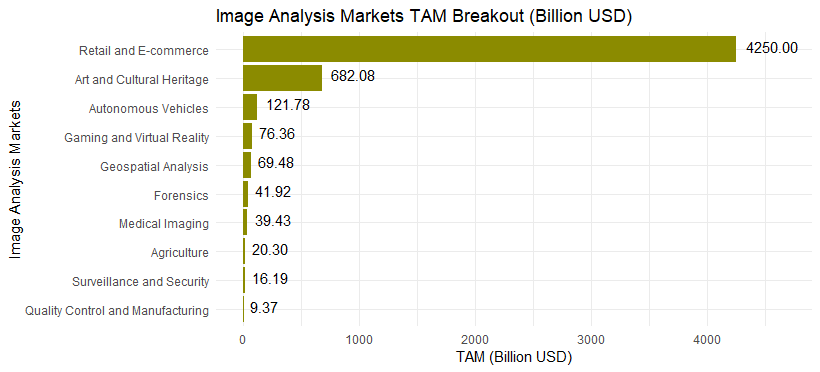 Image Analysis Markets TAM Breakout (Billion USD)
Image Analysis Markets
Retail and E-commerce 4250.00
Art and Cultural Heritage 682.08
Autonomous Vehicles 121.78
Gaming and Virtual Reality 76.36
Geospatial Analysis 69.48
Forensics 41.92
Medical Imaging 39.43
Agriculture 20.30
Surveillance and Security 16.19
Quality Control and Manufacturing 9.37
0 1000 2000 3000 4000
TAM (Billion USD)